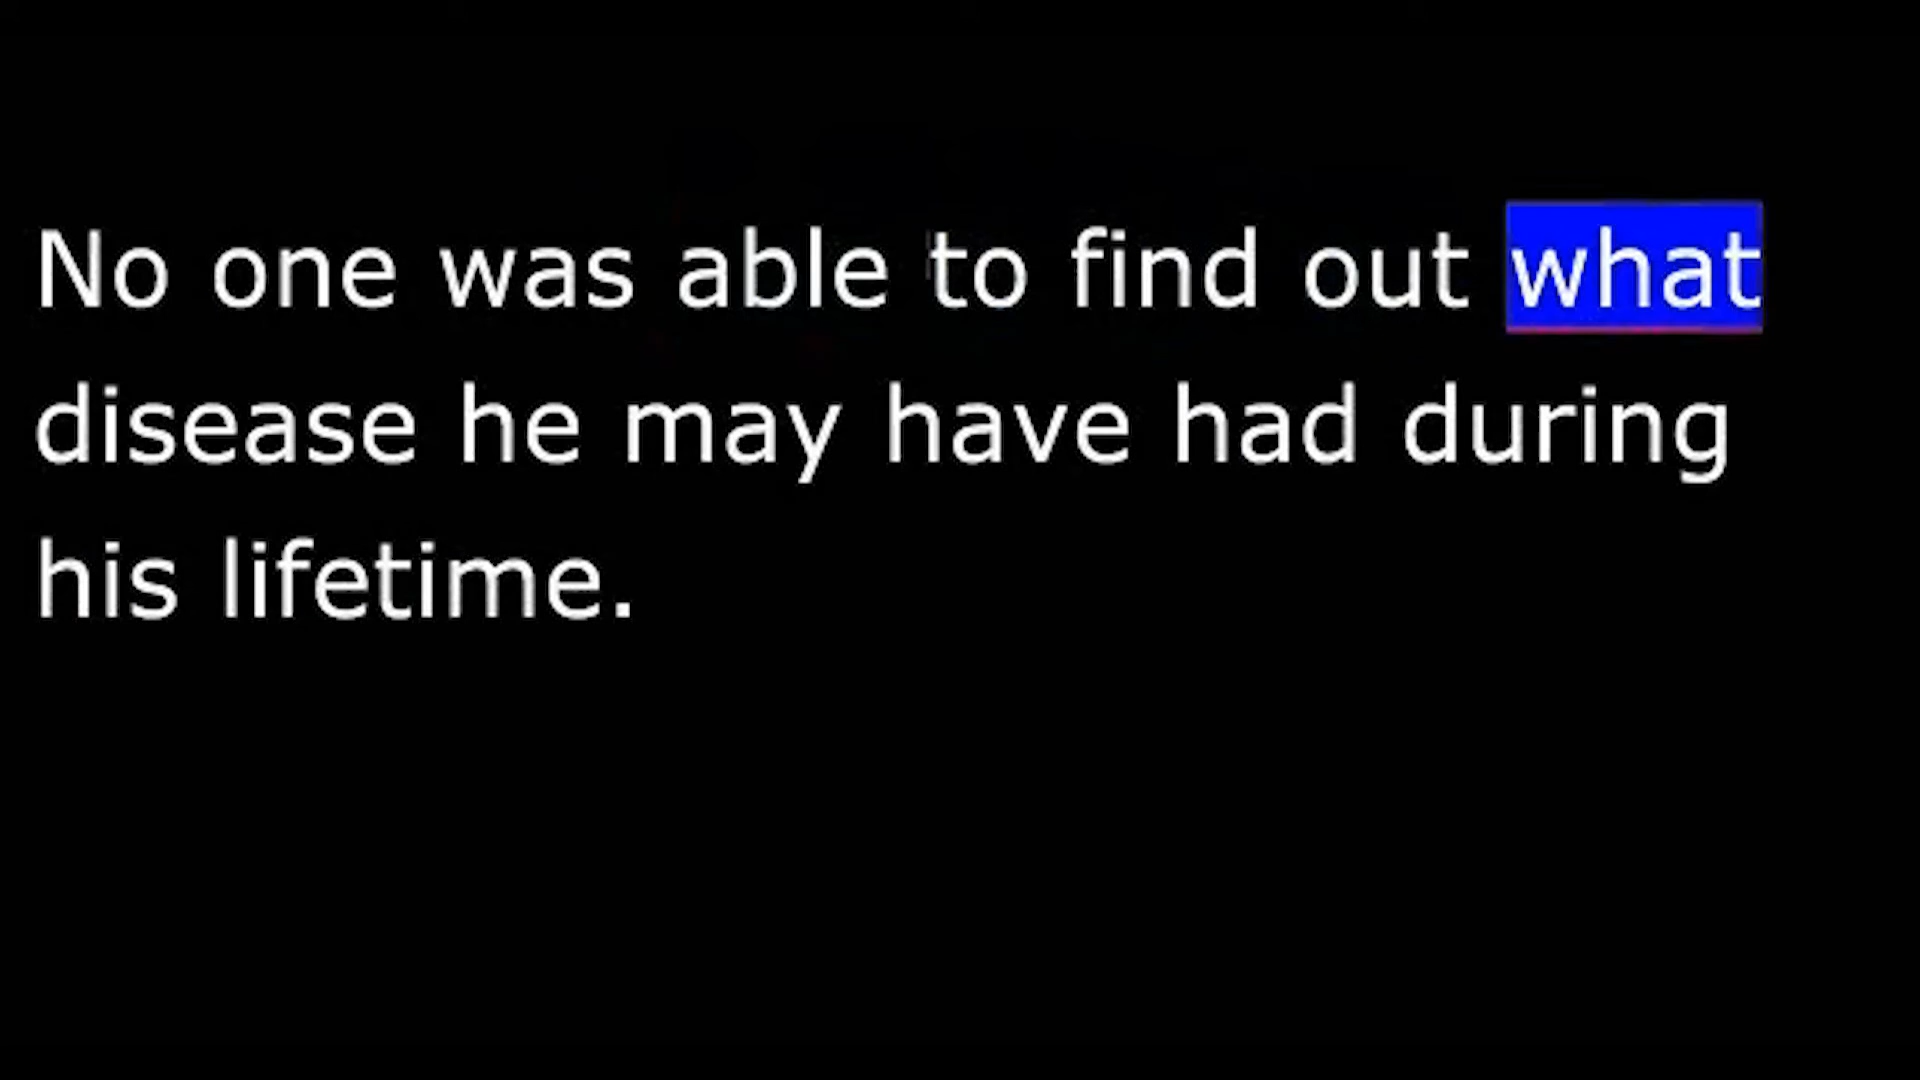 No one was able to find out what
disease he may have had during
his lifetime.